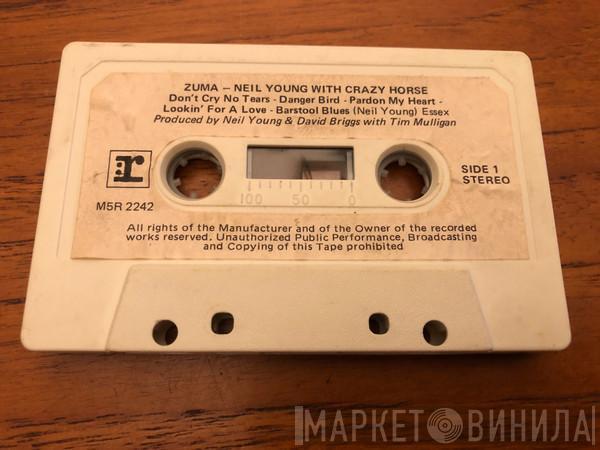 ZUMA – NEIL YOUNG WITH CRAZY HORSE
Don't Cry No Tears - Danger Bird - Pardon My Heart -
Lookin' For A Love - Barstool Blues (Neil Young) Essex
Produced by Neil Young & David Briggs with Tim Mulligan
r
SIDE 1
STEREO
100 50 0
M5R 2242
All rights of the Manufacturer and of the Owner of the recorded
works reserved. Unauthorized Public Performance, Broadcasting
and Copying of this Tape prohibited
МАРКЕТ ВИНИЛА